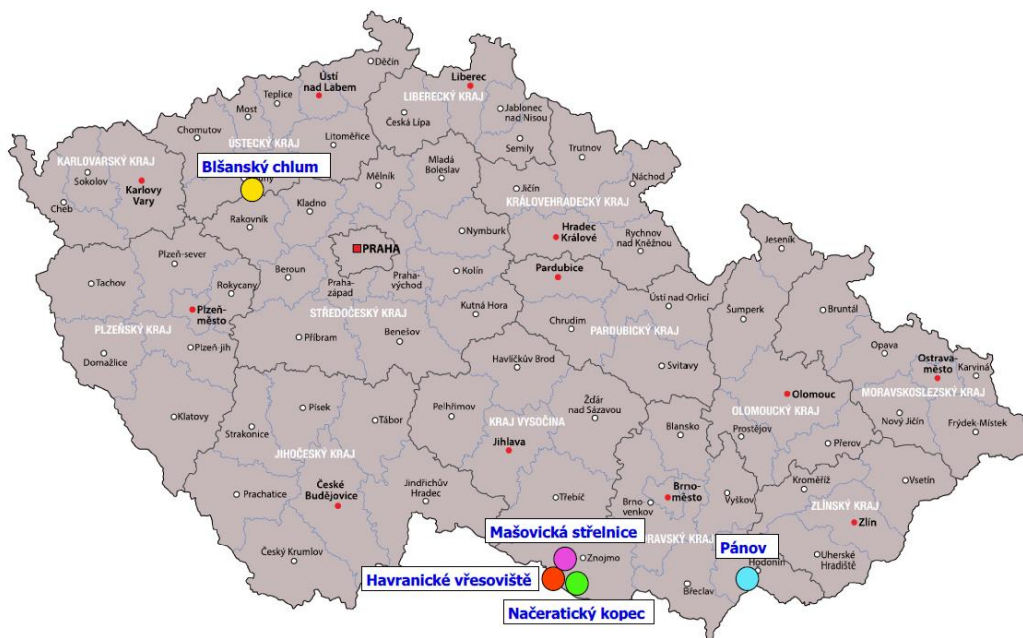 Děčín
Ústí
nad Labem
Teplice
Liberec
LIBERECKÝ KRAJ
Most
Jablonec
nad Nisou
Chomutov
ÚSTECKÝ KRAJ
Litoměřice
Česká Lípa
Semily
Trutnov
KARLOVARSKÝ KRAJ
Blšanský chlum
Sokolov
Karlovy
Vary
Cheb
Mělník
Mladá
Boleslav
Jičín
Náchod
KRÁLOVEHRADECKÝ KRAJ
Rakovník
Kladno
Nymburk
Hradec
Králové
Rychnov
nad Kněžnou
Jeseník
PRAHA
Plzeň-sever
Beroun
Praha-
západ
Praha-
východ
Kolín
Pardubice
Tachov
Rokycany
Kutná Hora
Ústí nad Orlicí
Šumperk
Bruntál
Plzeň-
město
PLZEŇSKÝ KRAJ
STŘEDOČESKÝ KRAJ
Chrudim
PARDUBICKÝ KRAJ
Příbram
Benešov
Plzeň-jih
Domažlice
Havlíčkův Brod
Svitavy
Opava
Ostrava-
město
Karviná
MORAVSKOSLEZSKÝ KRAJ
Olomouc
OLOMOUCKÝ KRAJ
Nový Jičín
Frýdek-Místek
Klatovy
Písek
Tábor
Pelhřimov
KRAJ VYSOČINA
Žďár
nad Sázavou
Strakonice
JIHOČESKÝ KRAJ
Jihlava
Blansko
Prostějov
Přerov
Prachatice
České
Budějovice
Jindřichův
Hradec
Třebíč
Brno
venkov
Brno-
město
Vyškov
Kroměříž
Vsetín
ZLÍNSKÝ KRAJ
Zlín
Český Krumlov
Mašovická střelnice
Znojmo
Pánov
Hodonín
Uherské
Hradiště
Havranické vřesoviště
Břeclav
Načeratický kopec